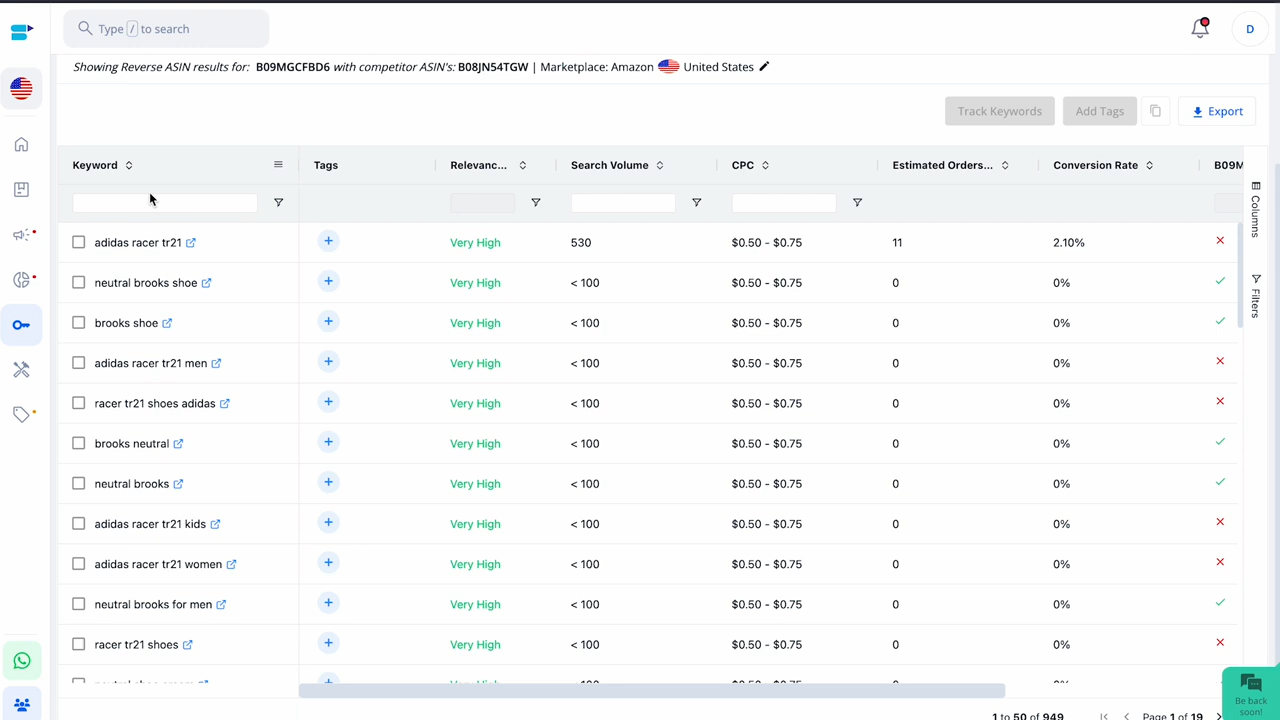 Type / to search
D
Showing Reverse ASIN results for: B09MGCFBD6 with competitor ASIN's: B08JN54TGW | Marketplace: Amazon United States
Track Keywords Add Tags Export
Keyword Tags Relevanc... Search Volume CPC Estimated Orders... Conversion Rate B09M
Columns
Filters
adidas racer tr21 Very High 530 $0.50 - $0.75 11 2.10%
neutral brooks shoe Very High < 100 $0.50 - $0.75 0 0%
brooks shoe Very High < 100 $0.50 - $0.75 0 0%
adidas racer tr21 men Very High < 100 $0.50 - $0.75 0 0%
racer tr21 shoes adidas Very High < 100 $0.50 - $0.75 0 0%
brooks neutral Very High < 100 $0.50 - $0.75 0 0%
neutral brooks Very High < 100 $0.50 - $0.75 0 0%
adidas racer tr21 kids Very High < 100 $0.50 - $0.75 0 0%
adidas racer tr21 women Very High < 100 $0.50 - $0.75 0 0%
neutral brooks for men Very High < 100 $0.50 - $0.75 0 0%
racer tr21 shoes Very High < 100 $0.50 - $0.75 0 0%
Be back
soon!
1 to 50 of 949 Page 1 of 19